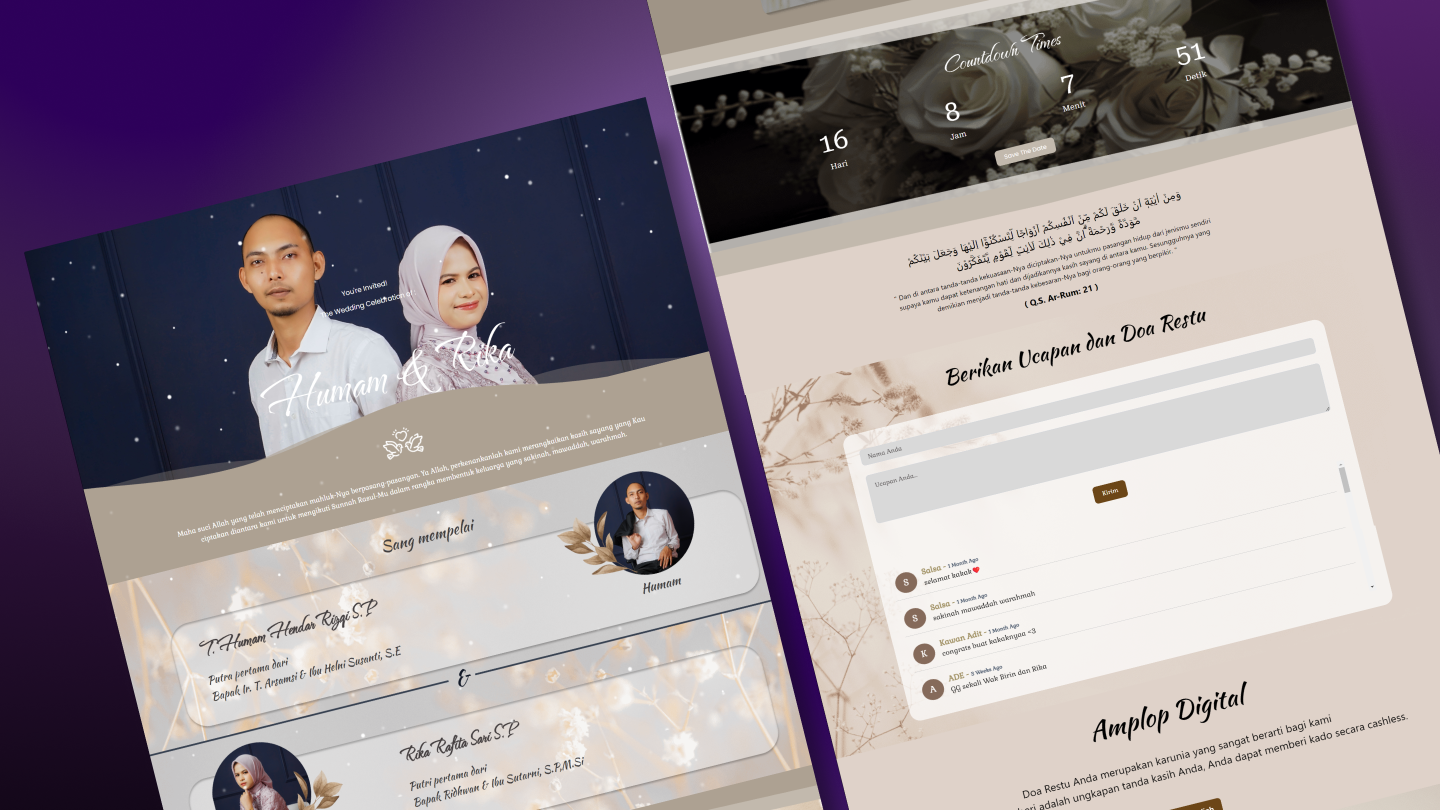 You're Invited!
The Wedding Celebration of
Humam & Rika
Maha suci Allah yang telah menciptakan mahluk-Nya berpasang-pasangan. Ya Allah, perkenankanlah kami merangkaikan kasih sayang yang Kau
ciptakan diantara kami untuk mengikuti Sunnah Rasul-Mu dalam rangka membentuk keluarga yang sakinah, mawaddah, warahmah.
Sang mempelai
Humam
T. Humam Hendar Rizqi S.P
Putra pertama dari
Bapak Ir. T. Arsamsi & Ibu Helni Susanti, S.E
&
Rika Rafita Sari S.P
Putri pertama dari
Bapak Ridhwan & Ibu Sutarni, S.P,M.Si
Countdown Times
16
Hari
8
Jam
7
Menit
51
Detik
Save The Date
وَمِنْ اٰيٰتِهٖٓ اَنْ خَلَقَ لَكُمْ مِّنْ اَنْفُسِكُمْ اَزْوَاجًا لِّتَسْكُنُوْٓا اِلَيْهَا وَجَعَلَ بَيْنَكُمْ
مَّوَدَّةً وَّرَحْمَةً ۗاِنَّ فِيْ ذٰلِكَ لَاٰيٰتٍ لِّقَوْمٍ يَّتَفَكَّرُوْنَ
" Dan di antara tanda-tanda kekuasaan-Nya diciptakan-Nya untukmu pasangan hidup dari jenismu sendiri
supaya kamu dapat ketenangan hati dan dijadikannya kasih sayang di antara kamu. Sesungguhnya yang
demikian menjadi tanda-tanda kebesaran-Nya bagi orang-orang yang berpikir. "
( Q.S. Ar-Rum: 21 )
Berikan Ucapan dan Doa Restu
Nama Anda
Ucapan Anda..
Kirim
S
Salsa - 1 Month Ago
selamat kakak❤️
S
Salsa - 1 Month Ago
sakinah mawaddah warahmah
K
Kawan Adit - 1 Month Ago
congrats buat kakaknyaa <3
A
ADE - 3 Weeks Ago
gg sekali Wak Birin dan Rika
Amplop Digital
Doa Restu Anda merupakan karunia yang sangat berarti bagi kami
adalah ungkapan tanda kasih Anda, Anda dapat memberi kado secara cashless.